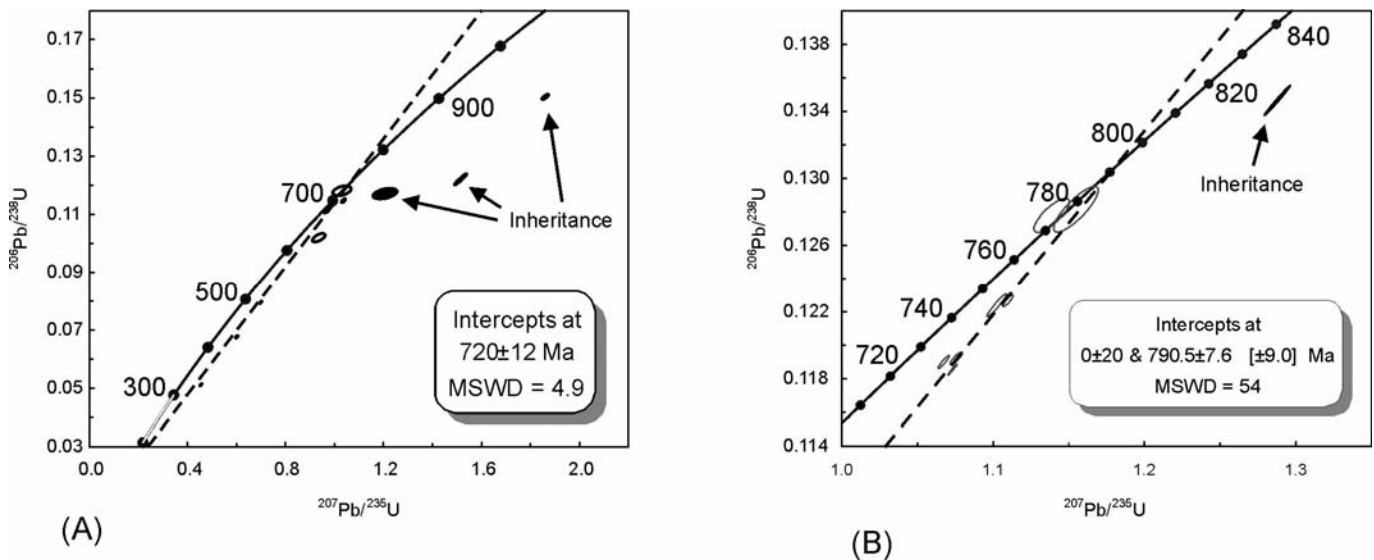 0.17
0.15
0.13
0.11
0.09
0.07
0.05
0.03
²⁰⁶Pb/²³⁸U
900
700
500
300
Inheritance
Intercepts at
720±12 Ma
MSWD = 4.9
0.0 0.4 0.8 1.2 1.6 2.0
²⁰⁷Pb/²³⁵U
(A)
0.138
0.134
0.130
0.126
0.122
0.118
0.114
²⁰⁶Pb/²³⁸U
840
820
800
780
760
740
720
Inheritance
Intercepts at
0±20 & 790.5±7.6 [±9.0] Ma
MSWD = 54
1.0 1.1 1.2 1.3
²⁰⁷Pb/²³⁵U
(B)